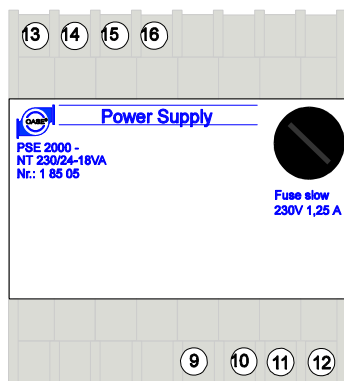 13 14 15 16
OASE
Power Supply
PSE 2000 -
NT 230/24-18VA
Nr.: 1 85 05
Fuse slow
230V 1,25 A
9 10 11 12